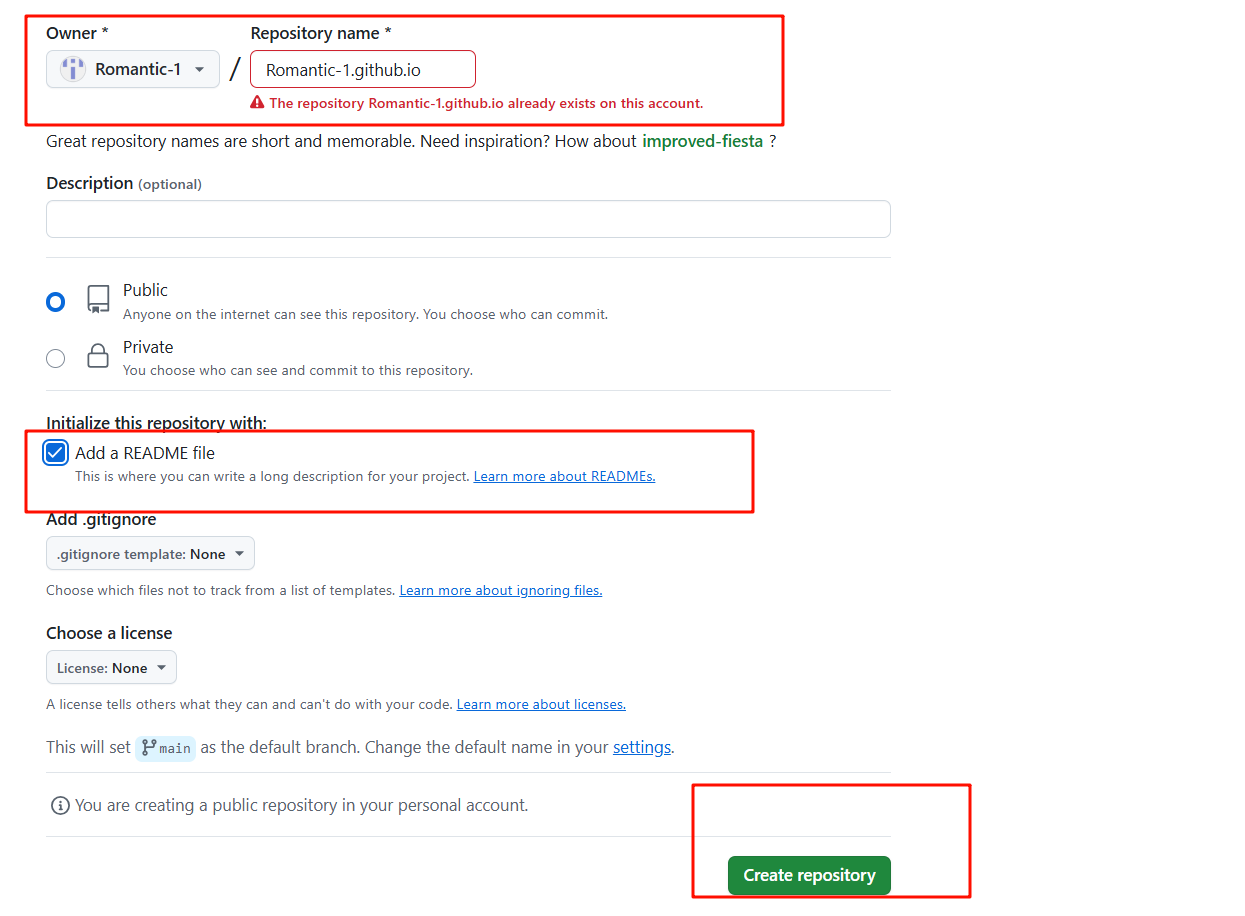 Owner * Repository name *
Romantic-1 / Romantic-1.github.io
The repository Romantic-1.github.io already exists on this account.
Great repository names are short and memorable. Need inspiration? How about improved-fiesta ?
Description (optional)
Public
Anyone on the internet can see this repository. You choose who can commit.
Private
You choose who can see and commit to this repository.
Initialize this repository with:
Add a README file
This is where you can write a long description for your project. Learn more about READMEs.
Add .gitignore
.gitignore template: None
Choose which files not to track from a list of templates. Learn more about ignoring files.
Choose a license
License: None
A license tells others what they can and can't do with your code. Learn more about licenses.
This will set main as the default branch. Change the default name in your settings.
You are creating a public repository in your personal account.
Create repository